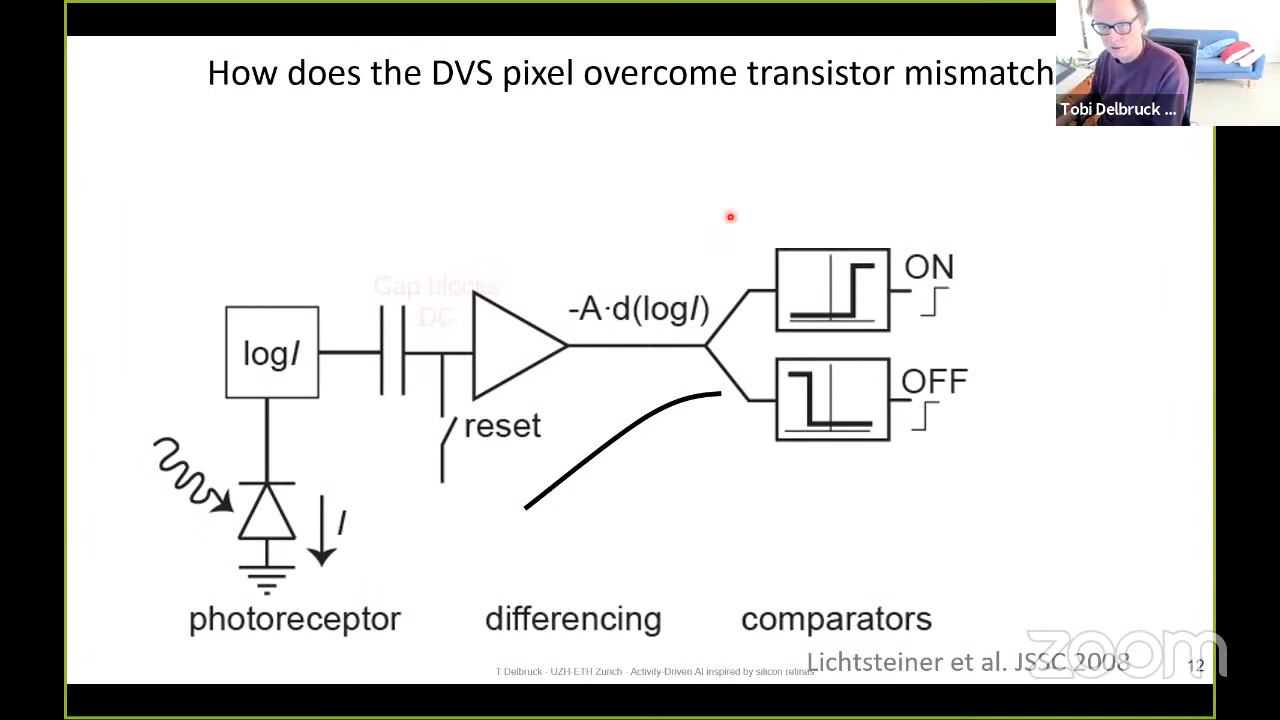 How does the DVS pixel overcome transistor mismatch
Tobi Delbruck ...
Cap blocks
DC
logI
-A·d(logI)
ON
OFF
reset
I
photoreceptor
differencing
comparators
zoom
Lichtsteiner et al. JSSC 2008
T Delbruck - UZH-ETH Zurich - Activity-Driven AI inspired by silicon retinas
12